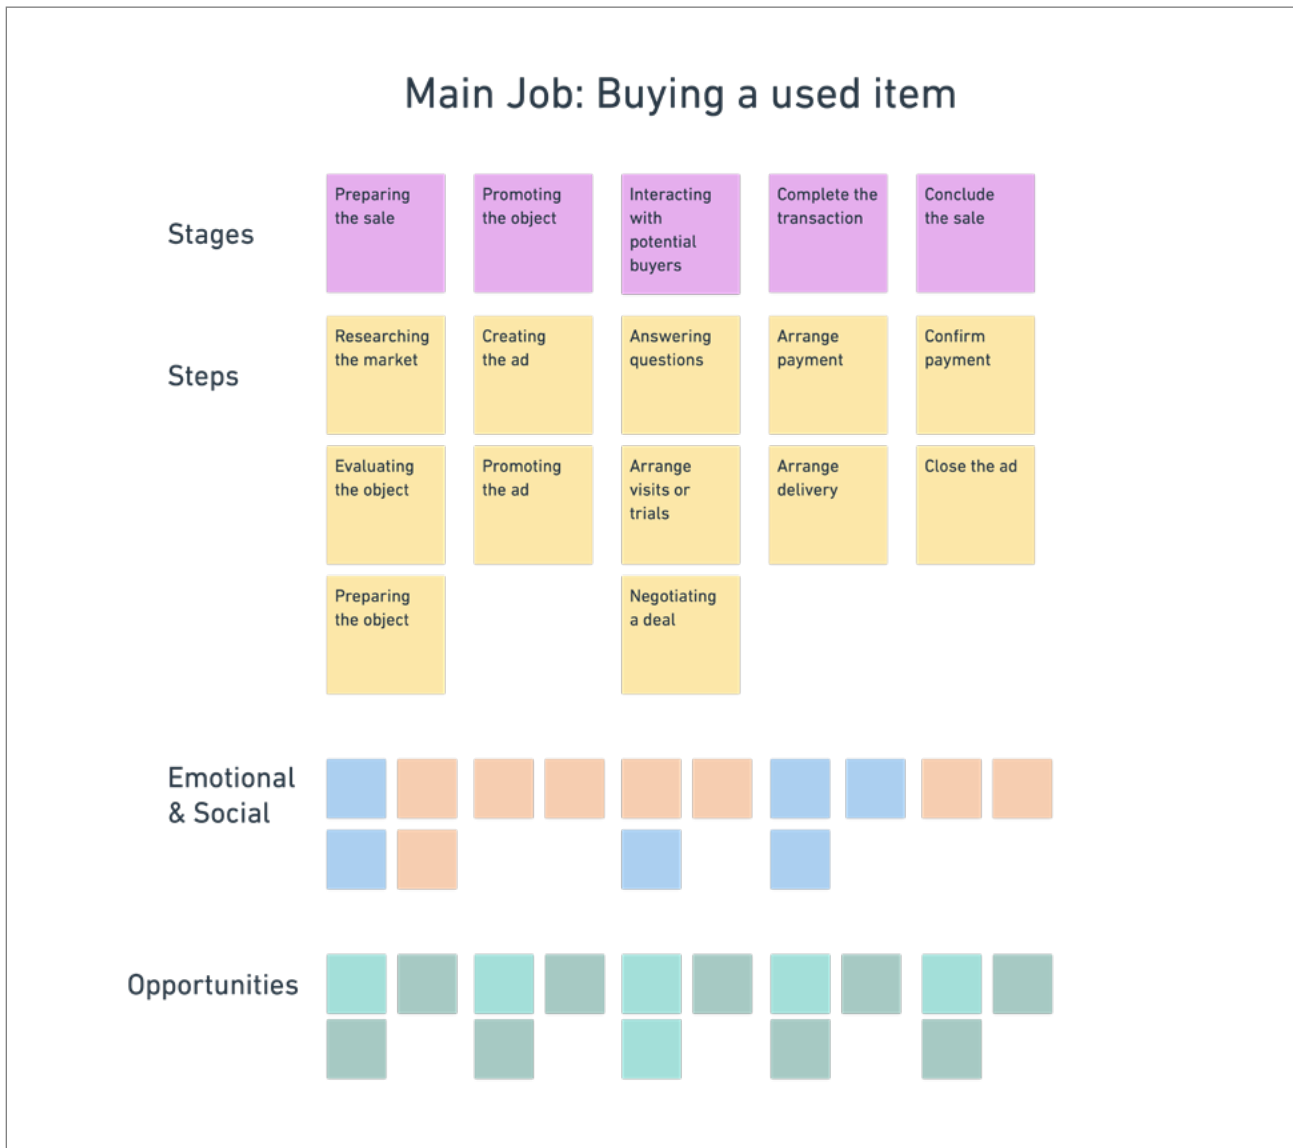 Main Job: Buying a used item
Stages
Preparing
the sale
Promoting
the object
Interacting
with
potential
buyers
Complete the
transaction
Conclude
the sale
Steps
Researching
the market
Creating
the ad
Answering
questions
Arrange
payment
Confirm
payment
Evaluating
the object
Promoting
the ad
Arrange
visits or
trials
Arrange
delivery
Close the ad
Preparing
the object
Negotiating
a deal
Emotional
& Social
Opportunities